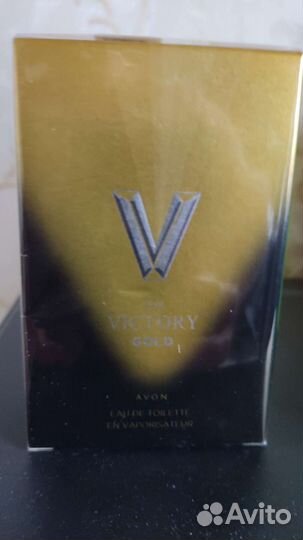 V
VICTORY
GOLD
AVON
EAU DE TOILETTE
EN VAPORISATEUR
Avito